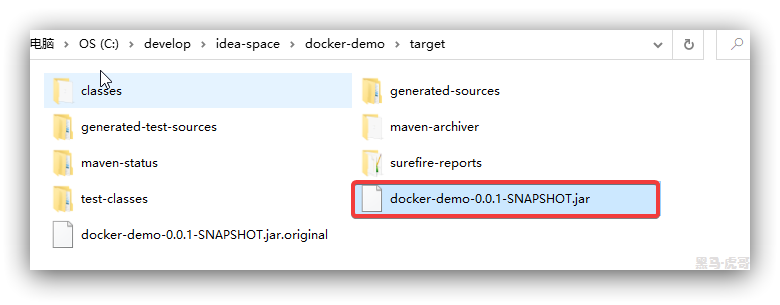 电脑 > OS (C:) > develop > idea-space > docker-demo > target
classes
generated-sources
generated-test-sources
maven-archiver
maven-status
surefire-reports
test-classes
docker-demo-0.0.1-SNAPSHOT.jar
docker-demo-0.0.1-SNAPSHOT.jar.original
黑马·虎哥